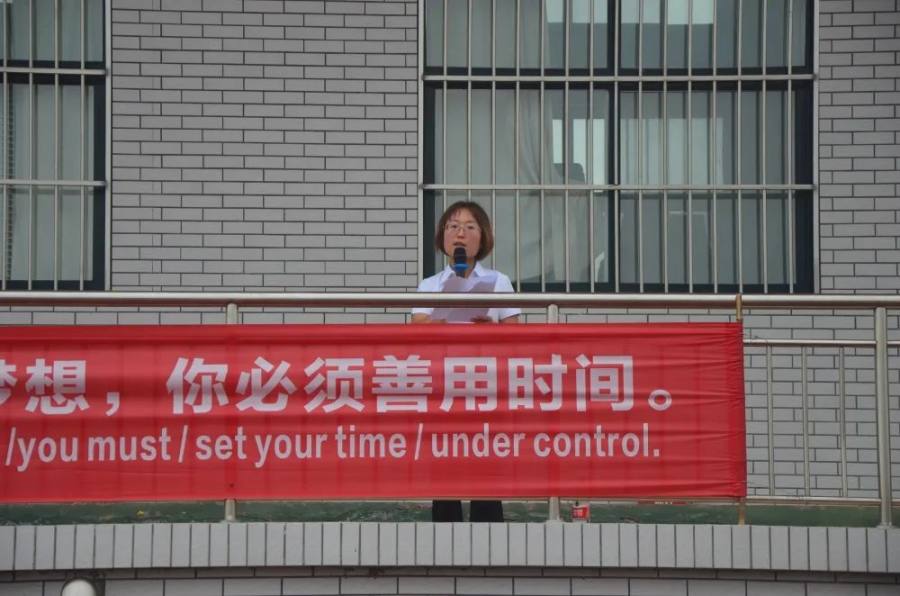 梦想，你必须善用时间。
/you must / set your time / under control.